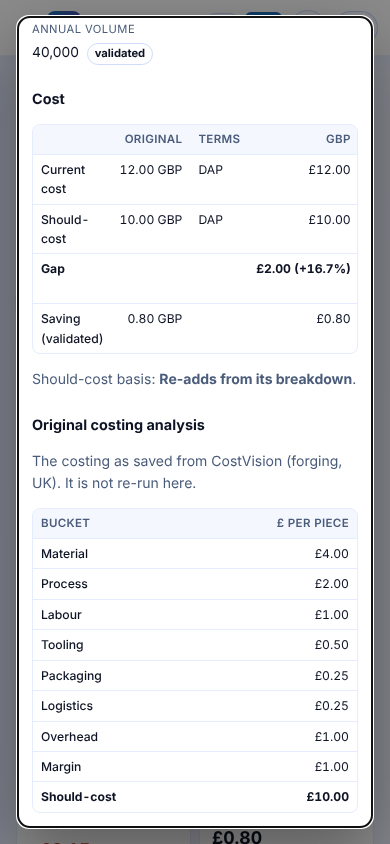 ANNUAL VOLUME
40,000 validated
Cost
ORIGINAL TERMS GBP
Current cost 12.00 GBP DAP £12.00
Should-cost 10.00 GBP DAP £10.00
Gap £2.00 (+16.7%)
Saving (validated) 0.80 GBP £0.80
Should-cost basis: Re-adds from its breakdown.
Original costing analysis
The costing as saved from CostVision (forging,
UK). It is not re-run here.
BUCKET £ PER PIECE
Material £4.00
Process £2.00
Labour £1.00
Tooling £0.50
Packaging £0.25
Logistics £0.25
Overhead £1.00
Margin £1.00
Should-cost £10.00
£0.80